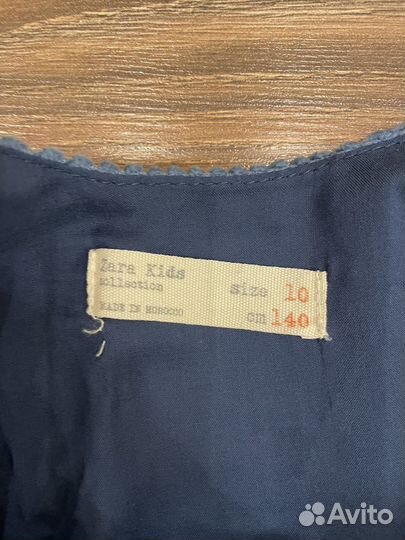 Zara Kids
collection
size 10
MADE IN MOROCCO
cm 140
Avito